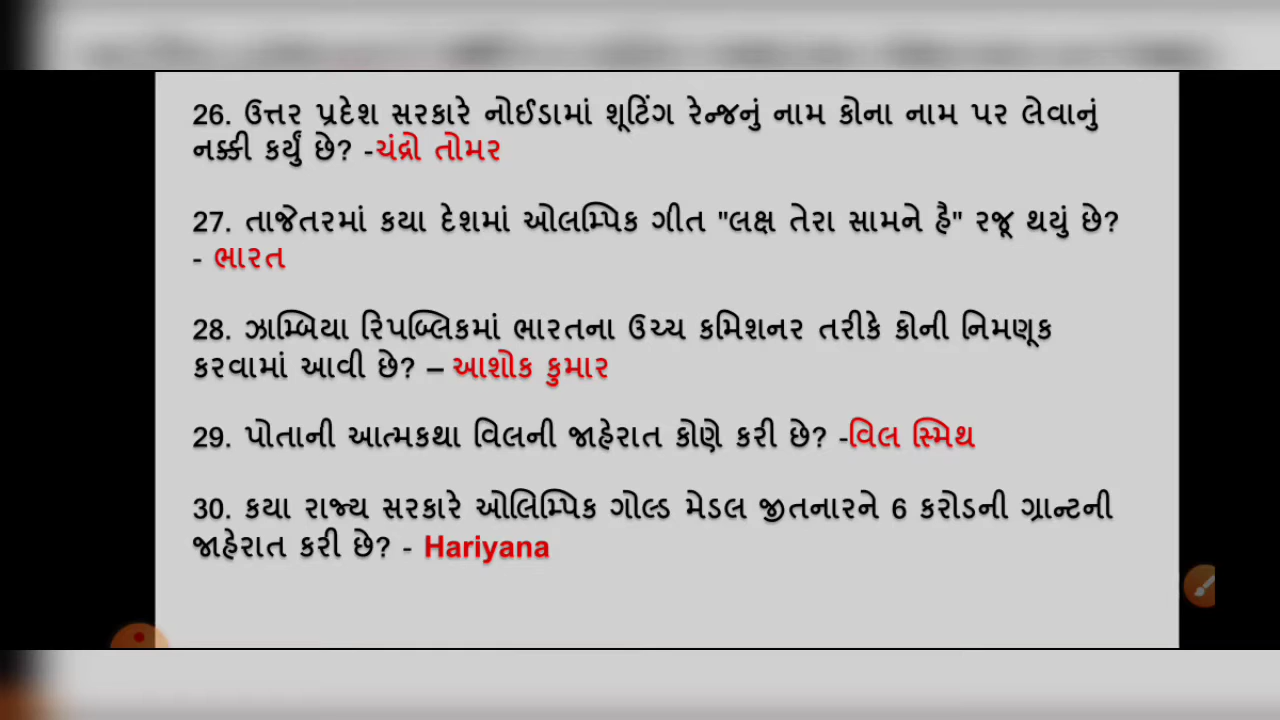 26. ઉત્તર પ્રદેશ સરકારે નોઈડામાં શૂટિંગ રેન્જનું નામ કોના નામ પર લેવાનું
નક્કી કર્યું છે? -ચંદ્રો તોમર
27. તાજેતરમાં કયા દેશમાં ઓલમ્પિક ગીત "લક્ષ તેરા સામને હૈ" રજૂ થયું છે?
- ભારત
28. ઝામ્બિયા રિપબ્લિકમાં ભારતના ઉચ્ચ કમિશનર તરીકે કોની નિમણૂક
કરવામાં આવી છે? – આશોક કુમાર
29. પોતાની આત્મકથા વિલની જાહેરાત કોણે કરી છે? -વિલ સ્મિથ
30. કયા રાજ્ય સરકારે ઓલિમ્પિક ગોલ્ડ મેડલ જીતનારને 6 કરોડની ગ્રાન્ટની
જાહેરાત કરી છે? - Hariyana